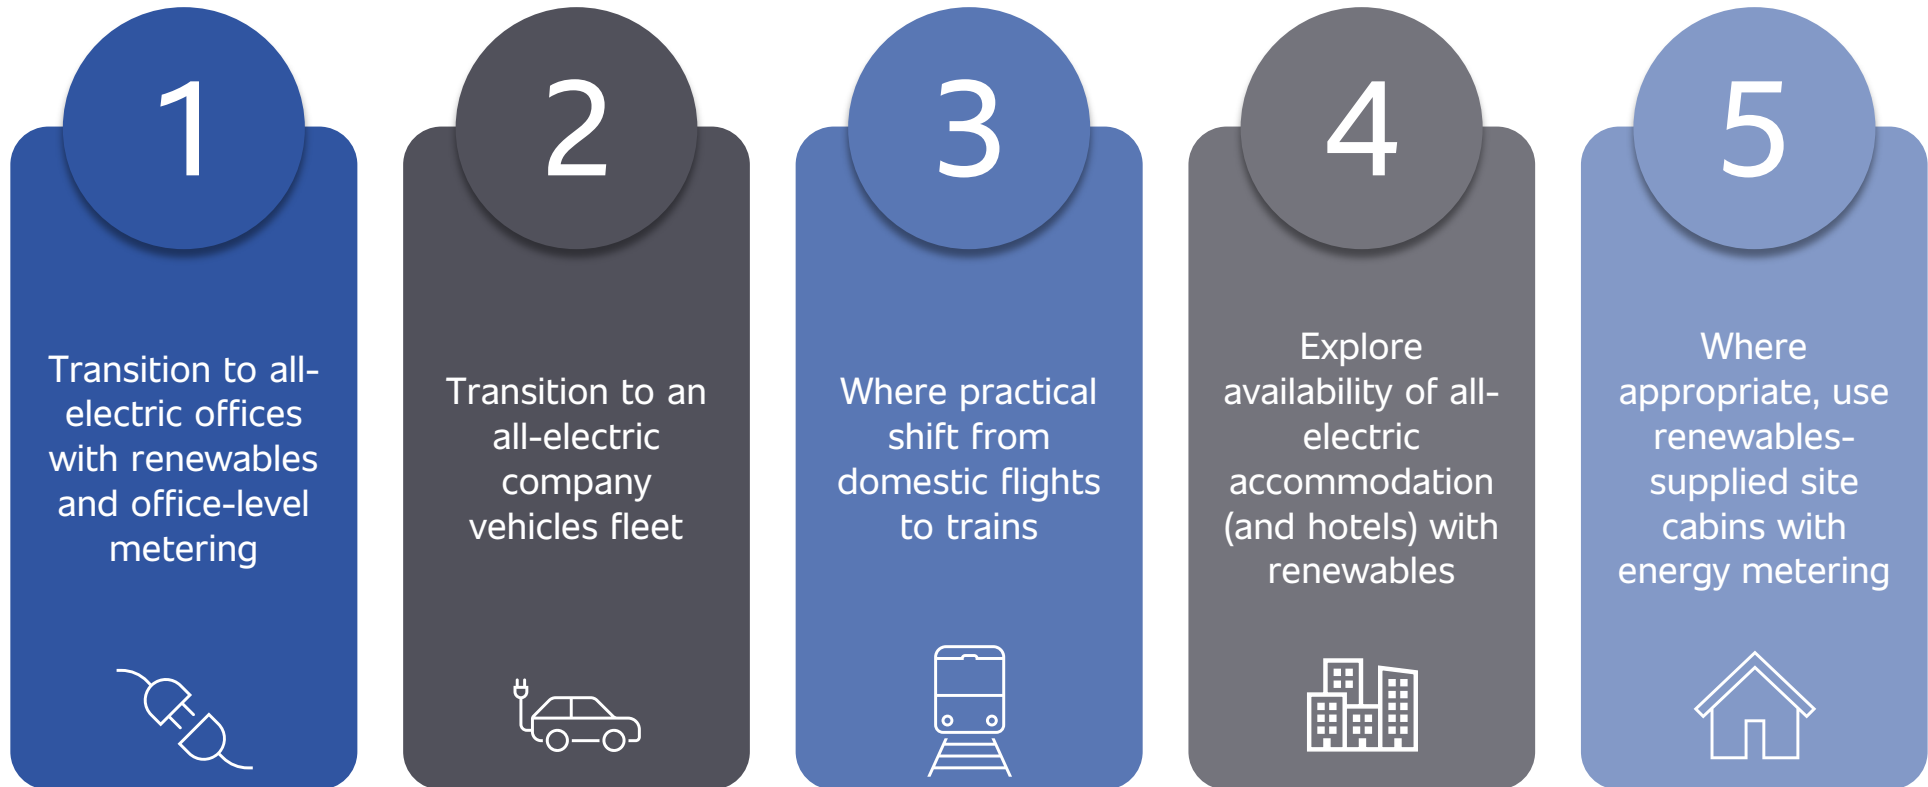 1
Transition to all-
electric offices
with renewables
and office-level
metering
2
Transition to an
all-electric
company
vehicles fleet
3
Where practical
shift from
domestic flights
to trains
4
Explore
availability of all-
electric
accommodation
(and hotels) with
renewables
5
Where
appropriate, use
renewables-
supplied site
cabins with
energy metering